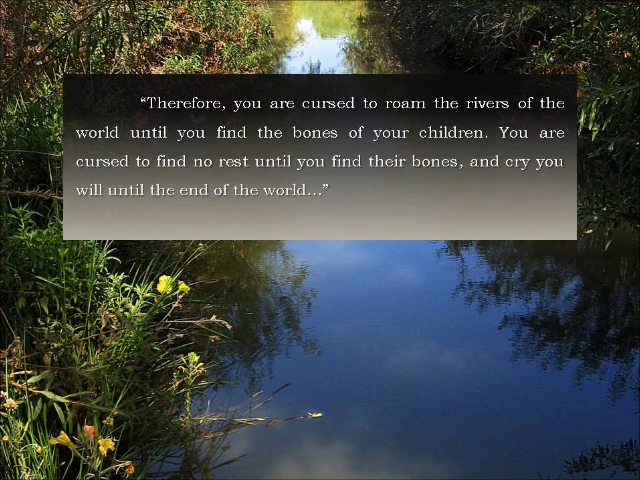 “Therefore, you are cursed to roam the rivers of the
world until you find the bones of your children. You are
cursed to find no rest until you find their bones, and cry you
will until the end of the world...”